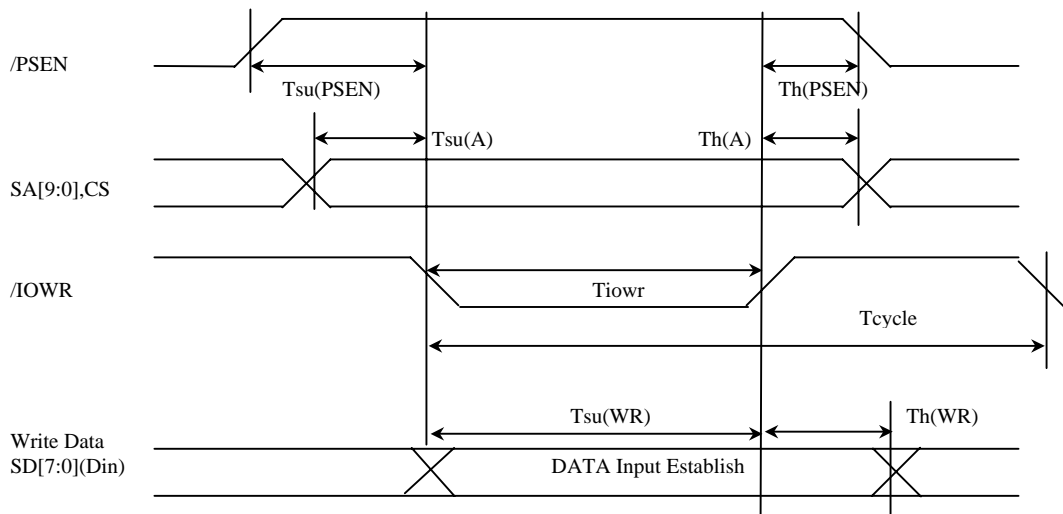 /PSEN
Tsu(PSEN)
Th(PSEN)
Tsu(A)
Th(A)
SA[9:0],CS
/IOWR
Tiowr
Tcycle
Tsu(WR)
Th(WR)
Write Data
SD[7:0](Din)
DATA Input Establish